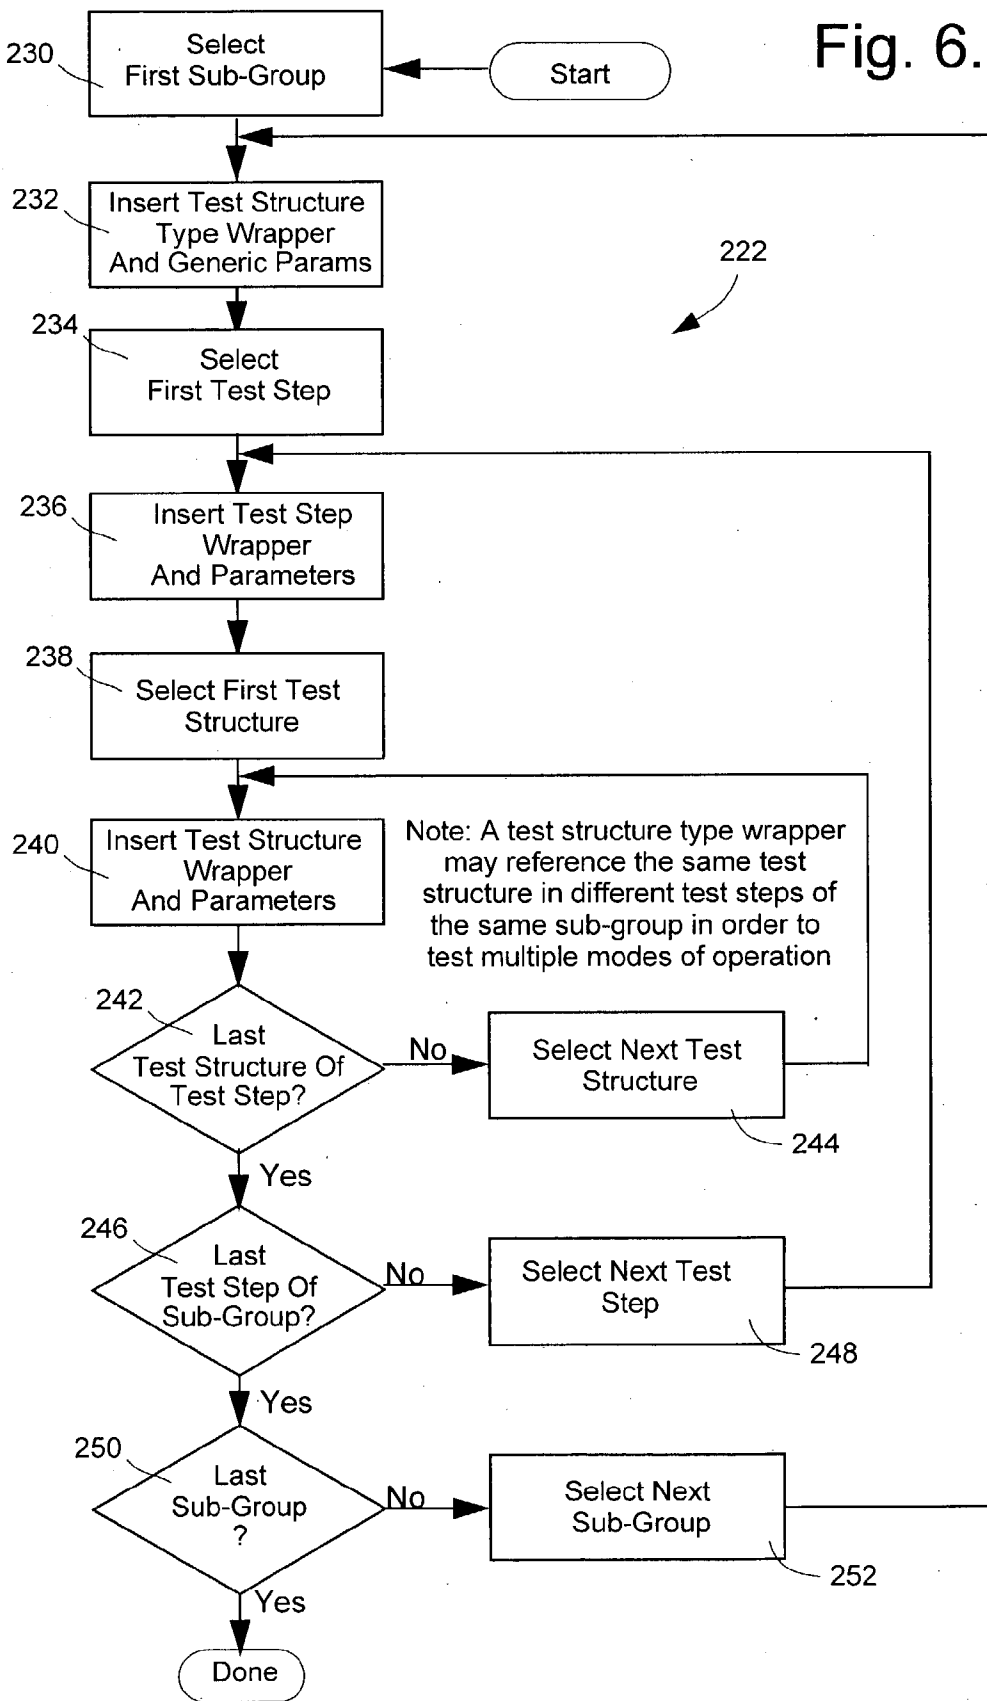 Fig. 6.
230
Select
First Sub-Group
Start
232
Insert Test Structure
Type Wrapper
And Generic Params
222
234
Select
First Test Step
236
Insert Test Step
Wrapper
And Parameters
238
Select First Test
Structure
240
Insert Test Structure
Wrapper
And Parameters
Note: A test structure type wrapper
may reference the same test
structure in different test steps of
the same sub-group in order to
test multiple modes of operation
242
Last
Test Structure Of
Test Step?
No
Select Next Test
Structure
244
Yes
246
Last
Test Step Of
Sub-Group?
No
Select Next Test
Step
248
Yes
250
Last
Sub-Group
?
No
Select Next
Sub-Group
252
Yes
Done